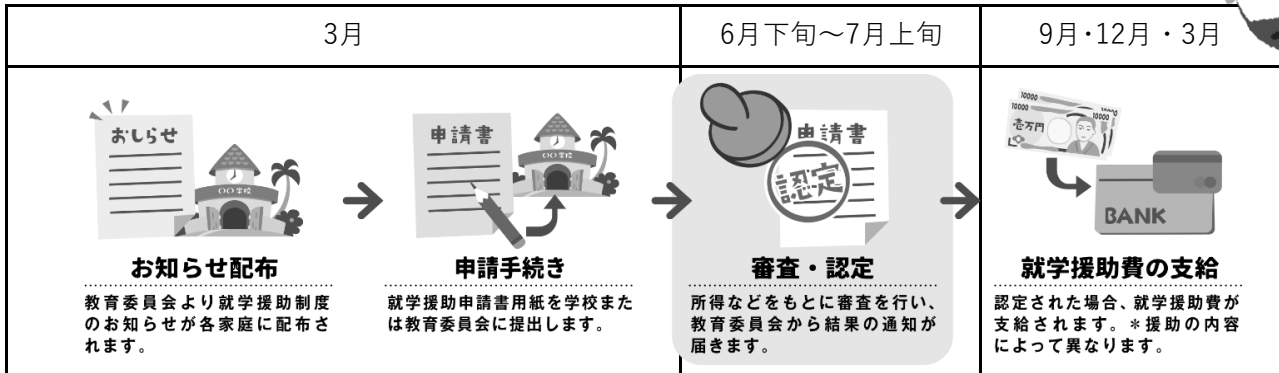 3月
6月下旬～7月上旬
9月･12月・3月
おしらせ
○○学校
申請書
○○学校
申請書
認定
10000
10000
10000
10000
壱万円
BANK
お知らせ配布
教育委員会より就学援助制度
のお知らせが各家庭に配布さ
れます。
申請手続き
就学援助申請書用紙を学校また
は教育委員会に提出します。
審査・認定
所得などをもとに審査を行い、
教育委員会から結果の通知が
届きます。
就学援助費の支給
認定された場合、就学援助費が
支給されます。＊援助の内容
によって異なります。